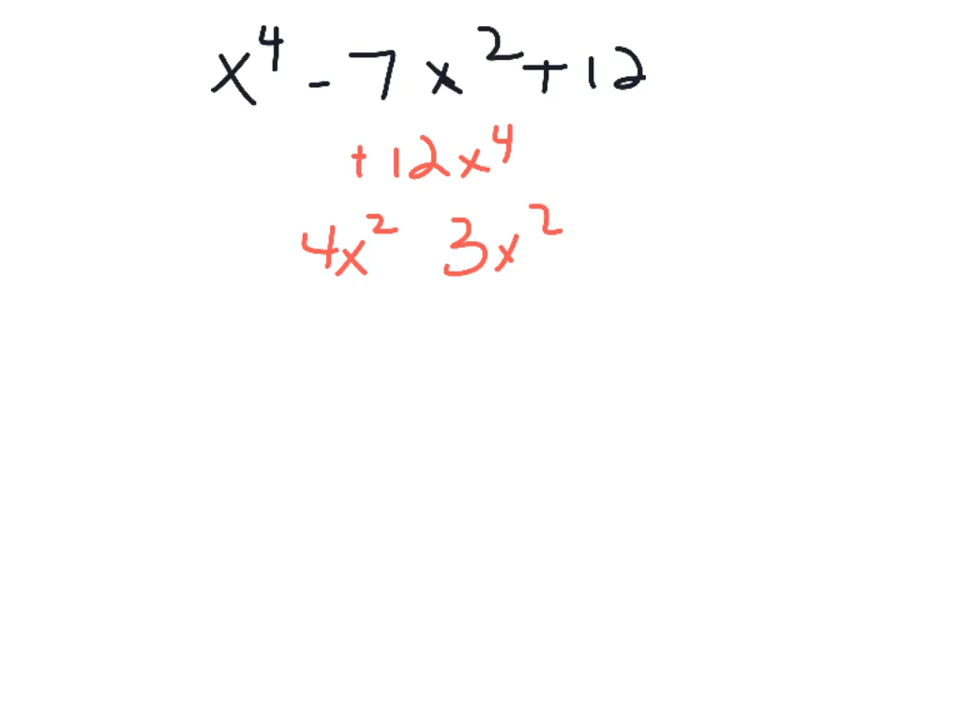 x⁴ - 7x² + 12
+ 12x⁴
4x² 3x²